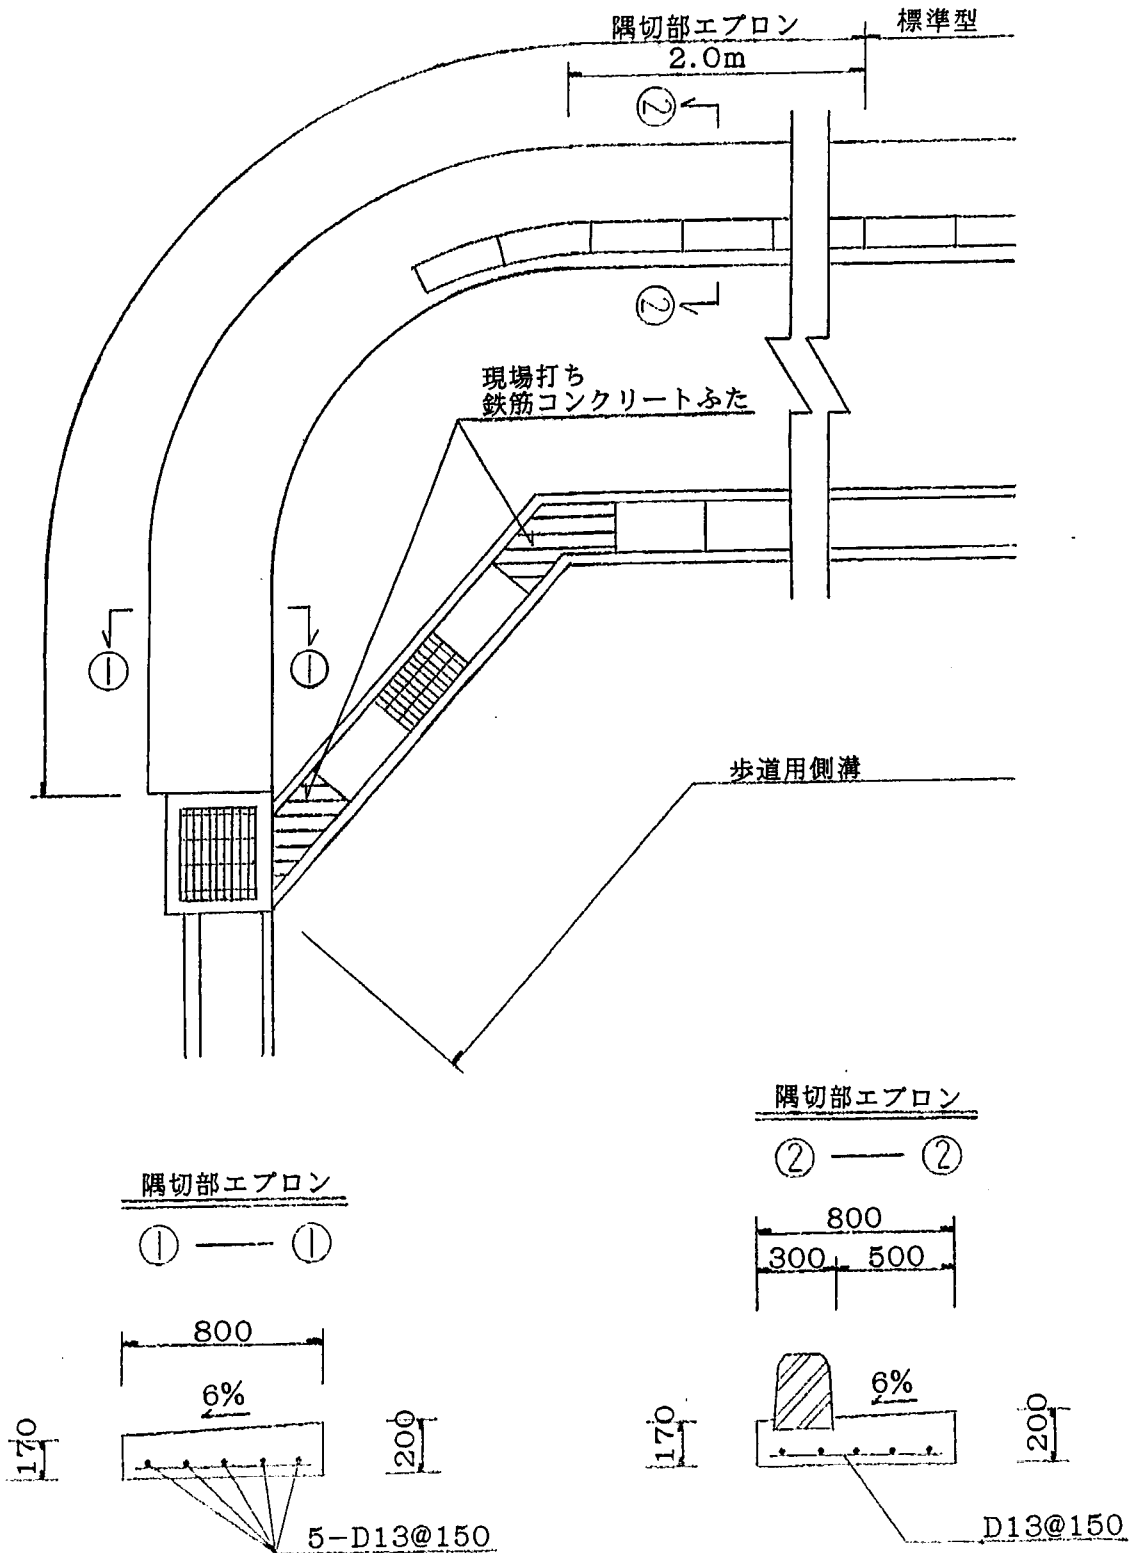 隅切部エプロン
標準型
2.0m
②
②
現場打ち
鉄筋コンクリートふた
①
①
歩道用側溝
隅切部エプロン
② ― ②
800
300
500
6%
170
200
D13@150
隅切部エプロン
① ― ①
800
6%
170
200
5-D13@150